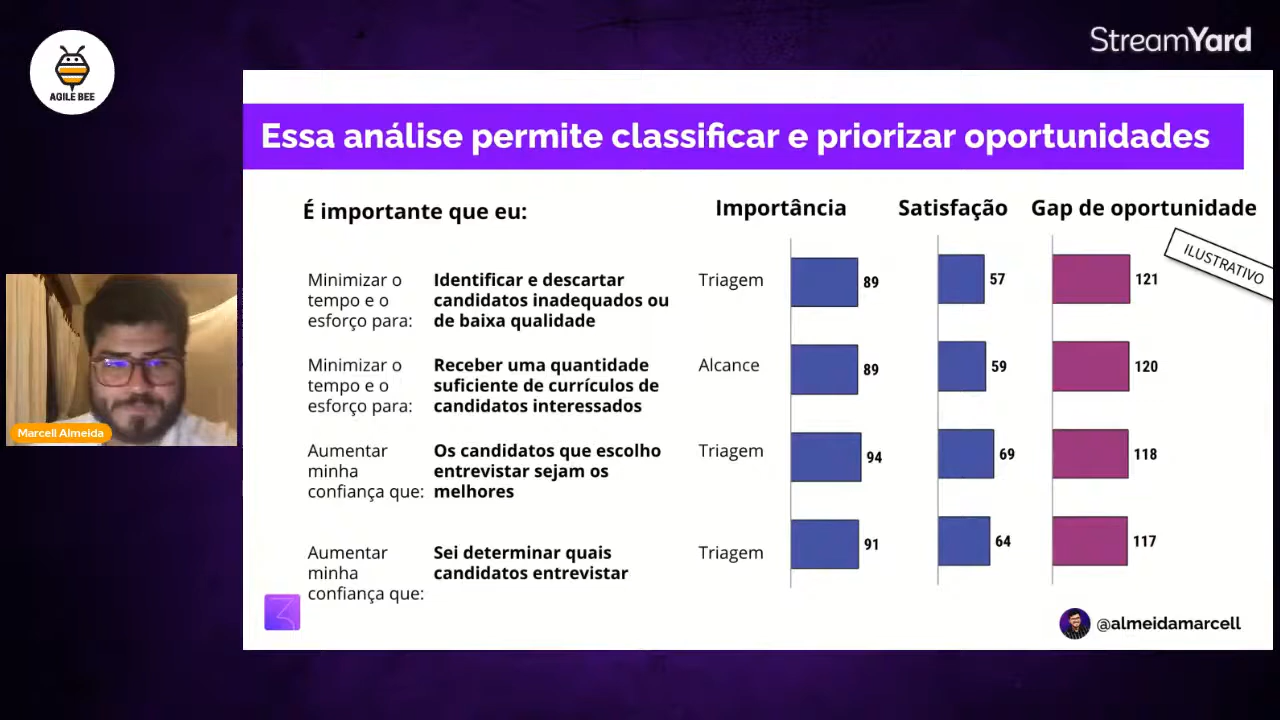 StreamYard
AGILE BEE
Essa análise permite classificar e priorizar oportunidades
É importante que eu:
Importância
Satisfação
Gap de oportunidade
ILUSTRATIVO
Minimizar o
tempo e o
esforço para:
Identificar e descartar
candidatos inadequados ou
de baixa qualidade
Triagem
89
57
121
Minimizar o
tempo e o
esforço para:
Receber uma quantidade
suficiente de currículos de
candidatos interessados
Alcance
89
59
120
Aumentar
minha
confiança que:
Os candidatos que escolho
entrevistar sejam os
melhores
Triagem
94
69
118
Aumentar
minha
confiança que:
Sei determinar quais
candidatos entrevistar
Triagem
91
64
117
Marcell Almeida
@almeidamarcell